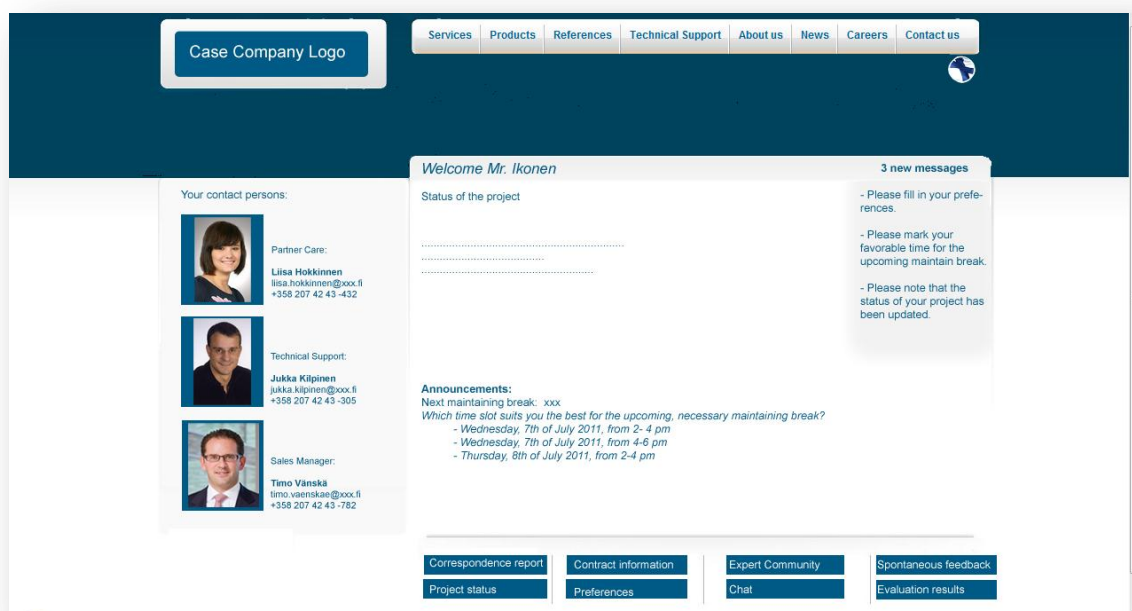 Case Company Logo
Services Products References Technical Support About us News Careers Contact us
Welcome Mr. Ikonen
3 new messages
Your contact persons:
Partner Care:
Liisa Hokkinen
liisa.hokkinen@xxx.fi
+358 207 42 43 -432
Technical Support:
Jukka Kilpinen
jukka.kilpinen@xxx.fi
+358 207 42 43 -305
Sales Manager:
Timo Vänskä
timo.vaenskae@xxx.fi
+358 207 42 43 -782
Status of the project
- Please fill in your prefe-
rences.
- Please mark your
favorable time for the
upcoming maintain break.
- Please note that the
status of your project has
been updated.
Announcements:
Next maintaining break: xxx
Which time slot suits you the best for the upcoming, necessary maintaining break?
- Wednesday, 7th of July 2011, from 2- 4 pm
- Wednesday, 7th of July 2011, from 4-6 pm
- Thursday, 8th of July 2011, from 2-4 pm
Correspondence report Contract information Expert Community Spontaneous feedback
Project status Preferences Chat Evaluation results